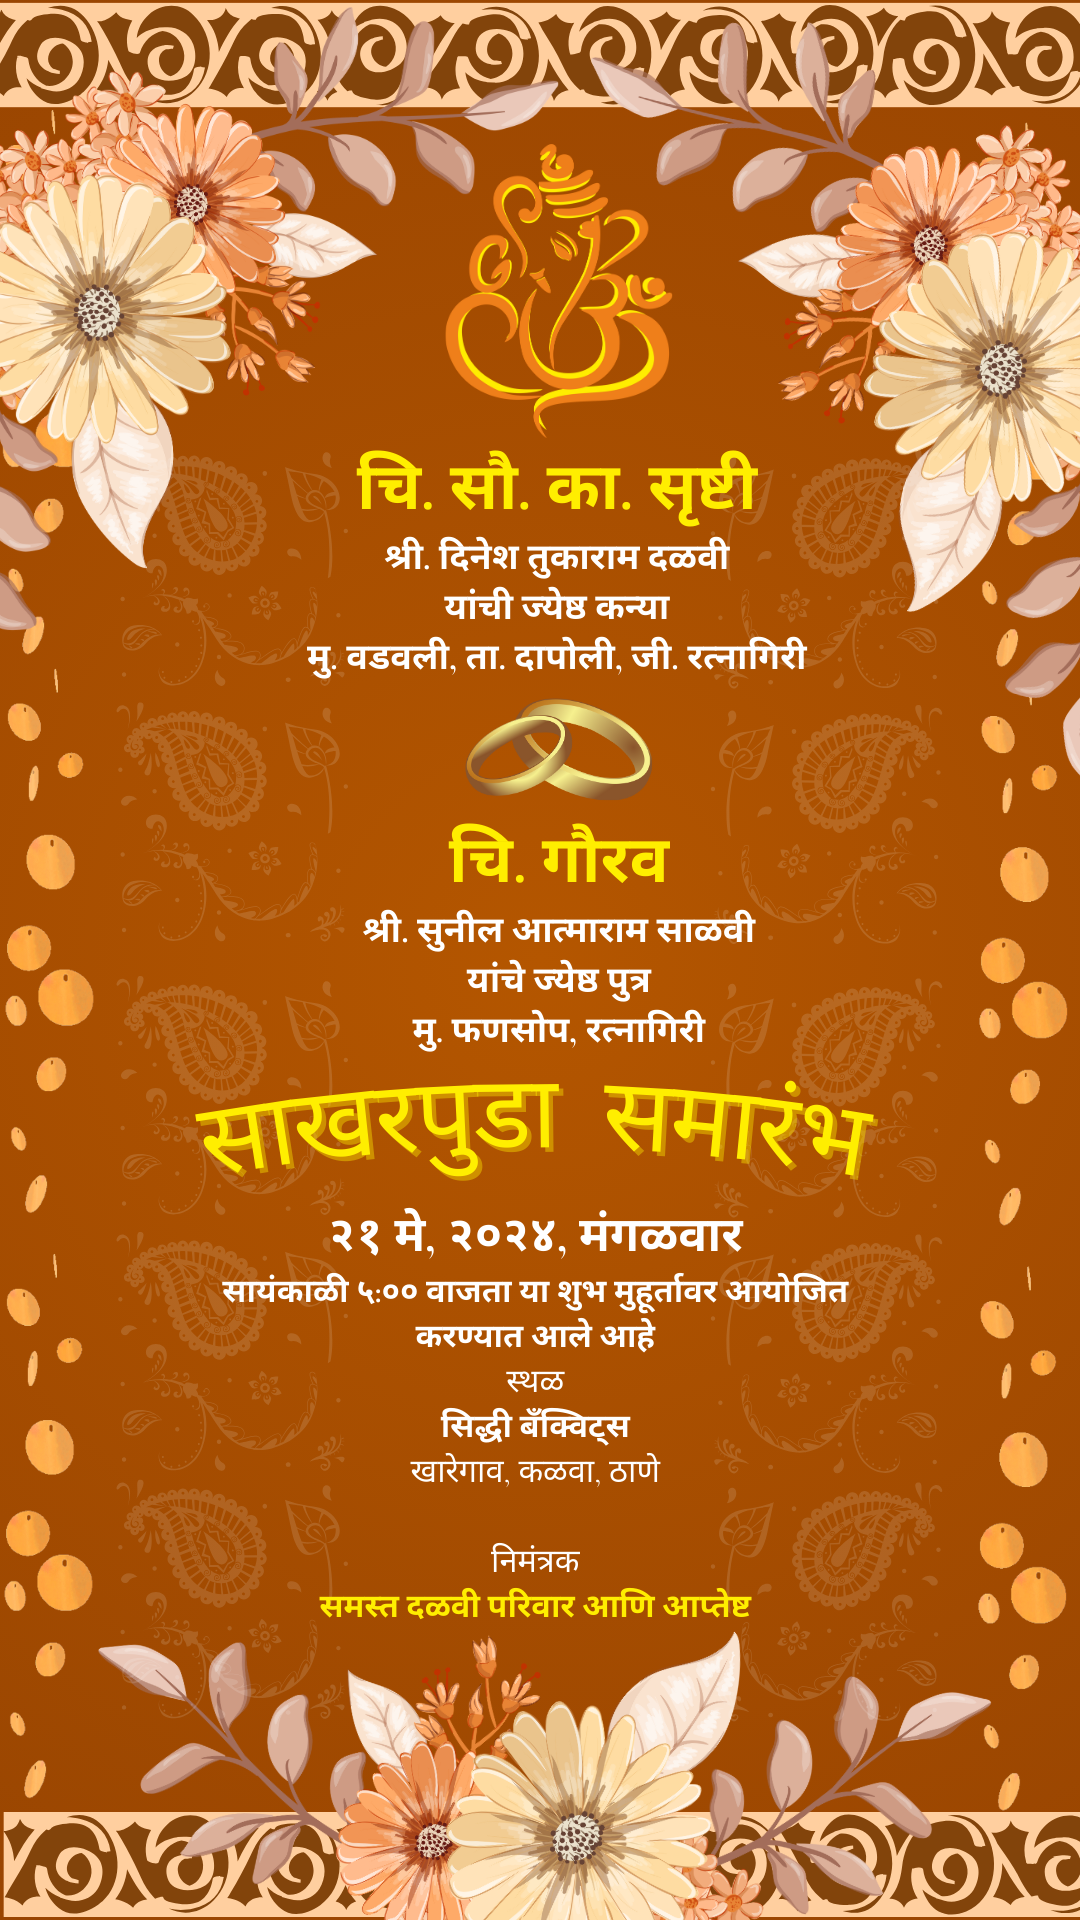 चि. सौ. का. सृष्टी
श्री. दिनेश तुकाराम दळवी
यांची ज्येष्ठ कन्या
मु. वडवली, ता. दापोली, जी. रत्नागिरी
चि. गौरव
श्री. सुनील आत्माराम साळवी
यांचे ज्येष्ठ पुत्र
मु. फणसोप, रत्नागिरी
साखरपुडा समारंभ
२१ मे, २०२४, मंगळवार
सायंकाळी ५:०० वाजता या शुभ मुहूर्तावर आयोजित
करण्यात आले आहे
स्थळ
सिद्धी बँक्विट्स
खारेगाव, कळवा, ठाणे
निमंत्रक
समस्त दळवी परिवार आणि आप्तेष्ट